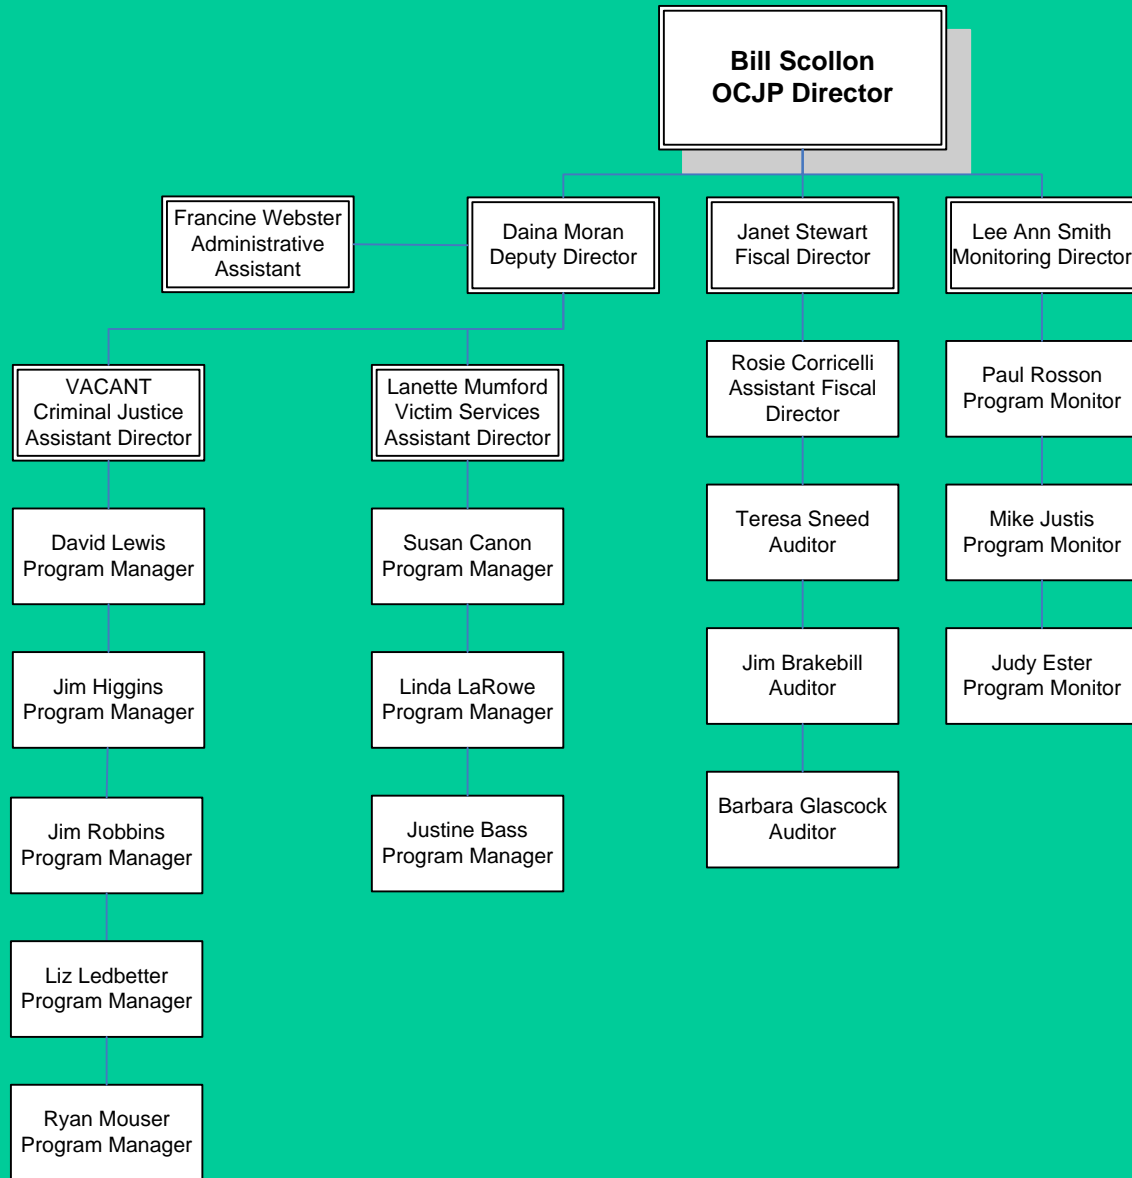 Bill Scollon
OCJP Director
Francine Webster
Administrative
Assistant
Daina Moran
Deputy Director
Janet Stewart
Fiscal Director
Lee Ann Smith
Monitoring Director
VACANT
Criminal Justice
Assistant Director
Lanette Mumford
Victim Services
Assistant Director
Rosie Corricelli
Assistant Fiscal
Director
Paul Rosson
Program Monitor
David Lewis
Program Manager
Susan Canon
Program Manager
Teresa Sneed
Auditor
Mike Justis
Program Monitor
Jim Higgins
Program Manager
Linda LaRowe
Program Manager
Jim Brakebill
Auditor
Judy Ester
Program Monitor
Jim Robbins
Program Manager
Justine Bass
Program Manager
Barbara Glascock
Auditor
Liz Ledbetter
Program Manager
Ryan Mouser
Program Manager